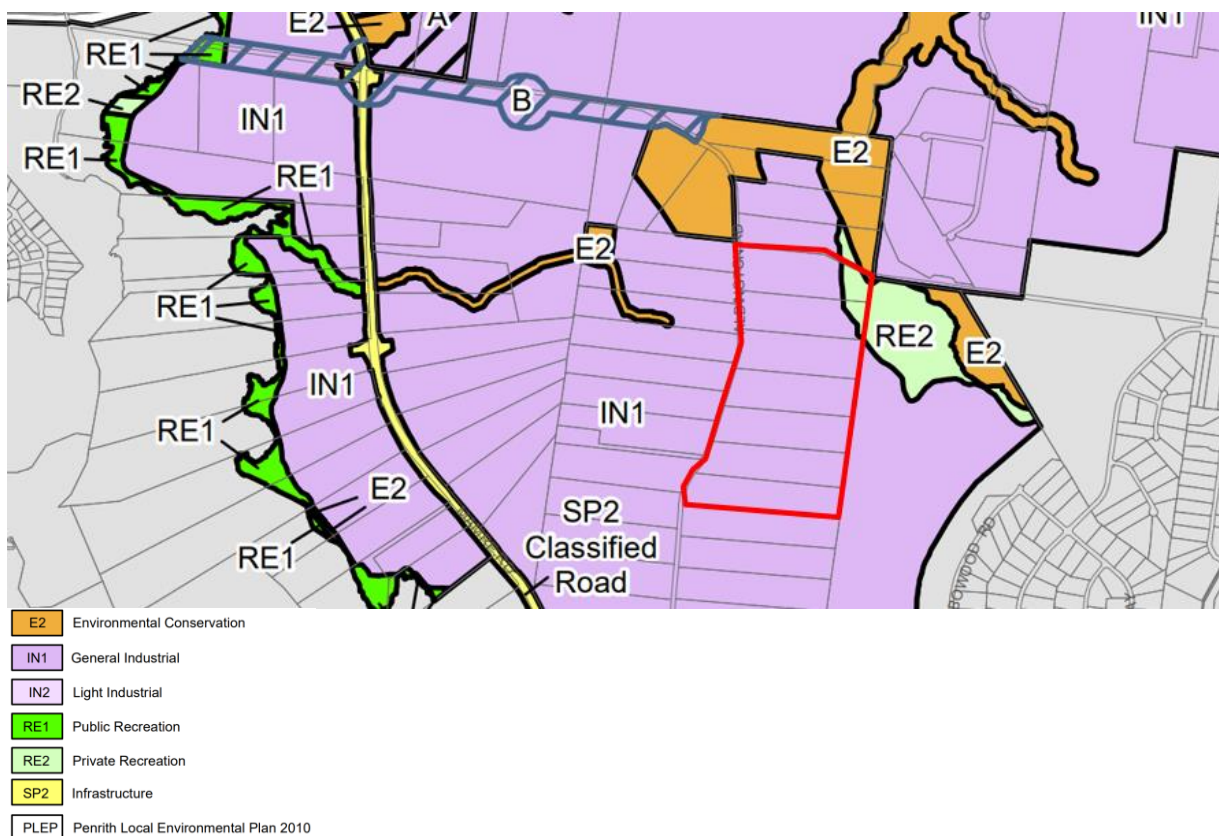 E2
A
IN1
RE1
B
RE2
IN1
E2
RE1
RE1
E2
RE1
RE2
E2
IN1
IN1
RE1
E2
SP2
Classified
Road
RE1
BOWOOD RD
E2 Environmental Conservation
IN1 General Industrial
IN2 Light Industrial
RE1 Public Recreation
RE2 Private Recreation
SP2 Infrastructure
PLEP Penrith Local Environmental Plan 2010